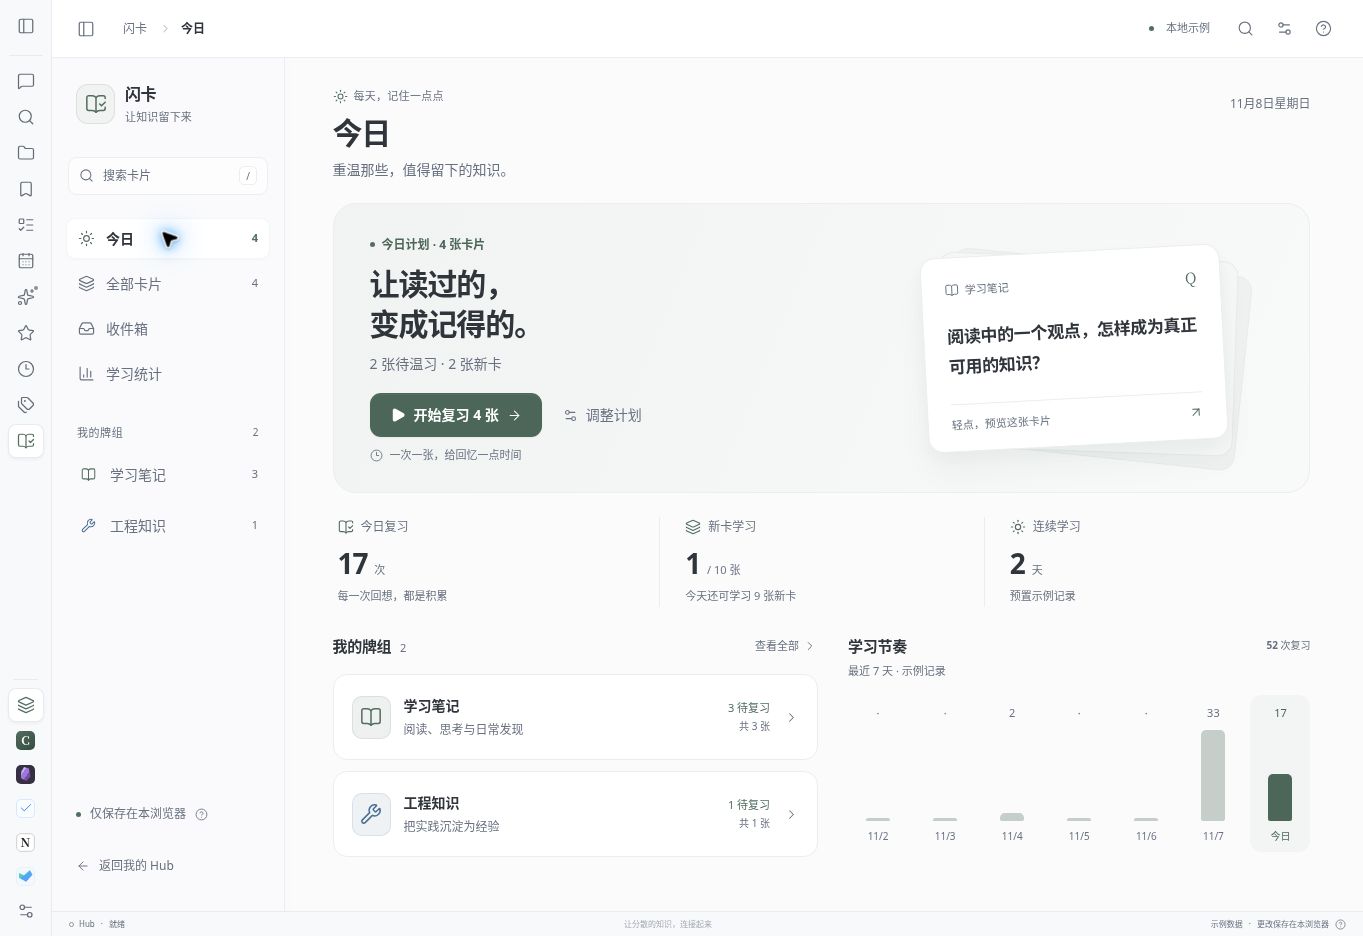 闪卡
今日
本地示例
闪卡
让知识留下来
搜索卡片
/
今日
4
全部卡片
4
收件箱
学习统计
我的牌组
2
学习笔记
3
工程知识
1
仅保存在本浏览器
返回我的 Hub
每天，记住一点点
今日
重温那些，值得留下的知识。
11月8日星期日
今日计划 · 4 张卡片
让读过的，
变成记得的。
2 张待温习 · 2 张新卡
开始复习 4 张
调整计划
一次一张，给回忆一点时间
学习笔记
Q
阅读中的一个观点，怎样成为真正
可用的知识？
轻点，预览这张卡片
今日复习
17 次
每一次回想，都是积累
新卡学习
1 / 10 张
今天还可学习 9 张新卡
连续学习
2 天
预置示例记录
我的牌组 2
查看全部
学习笔记
阅读、思考与日常发现
3 待复习
共 3 张
工程知识
把实践沉淀为经验
1 待复习
共 1 张
学习节奏
52 次复习
最近 7 天 · 示例记录
· · 2 · · 33 17
11/2 11/3 11/4 11/5 11/6 11/7 今日
C
N
Hub · 就绪
让分散的知识，连接起来
示例数据 · 更改保存在本浏览器